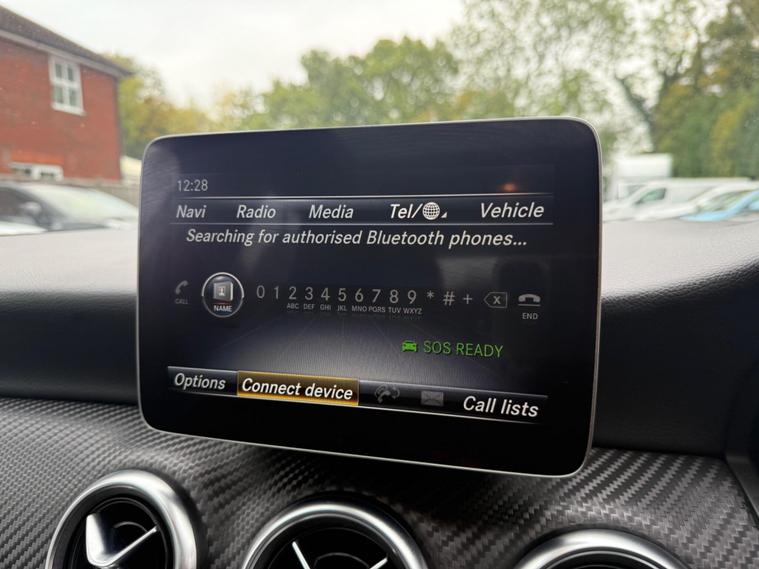 12:28
Navi Radio Media Tel/ Vehicle
Searching for authorised Bluetooth phones...
CALL NAME 0 1 2 3 4 5 6 7 8 9 * # + X END
ABC DEF GHI JKL MNO PQRS TUV WXYZ
SOS READY
Options Connect device Call lists